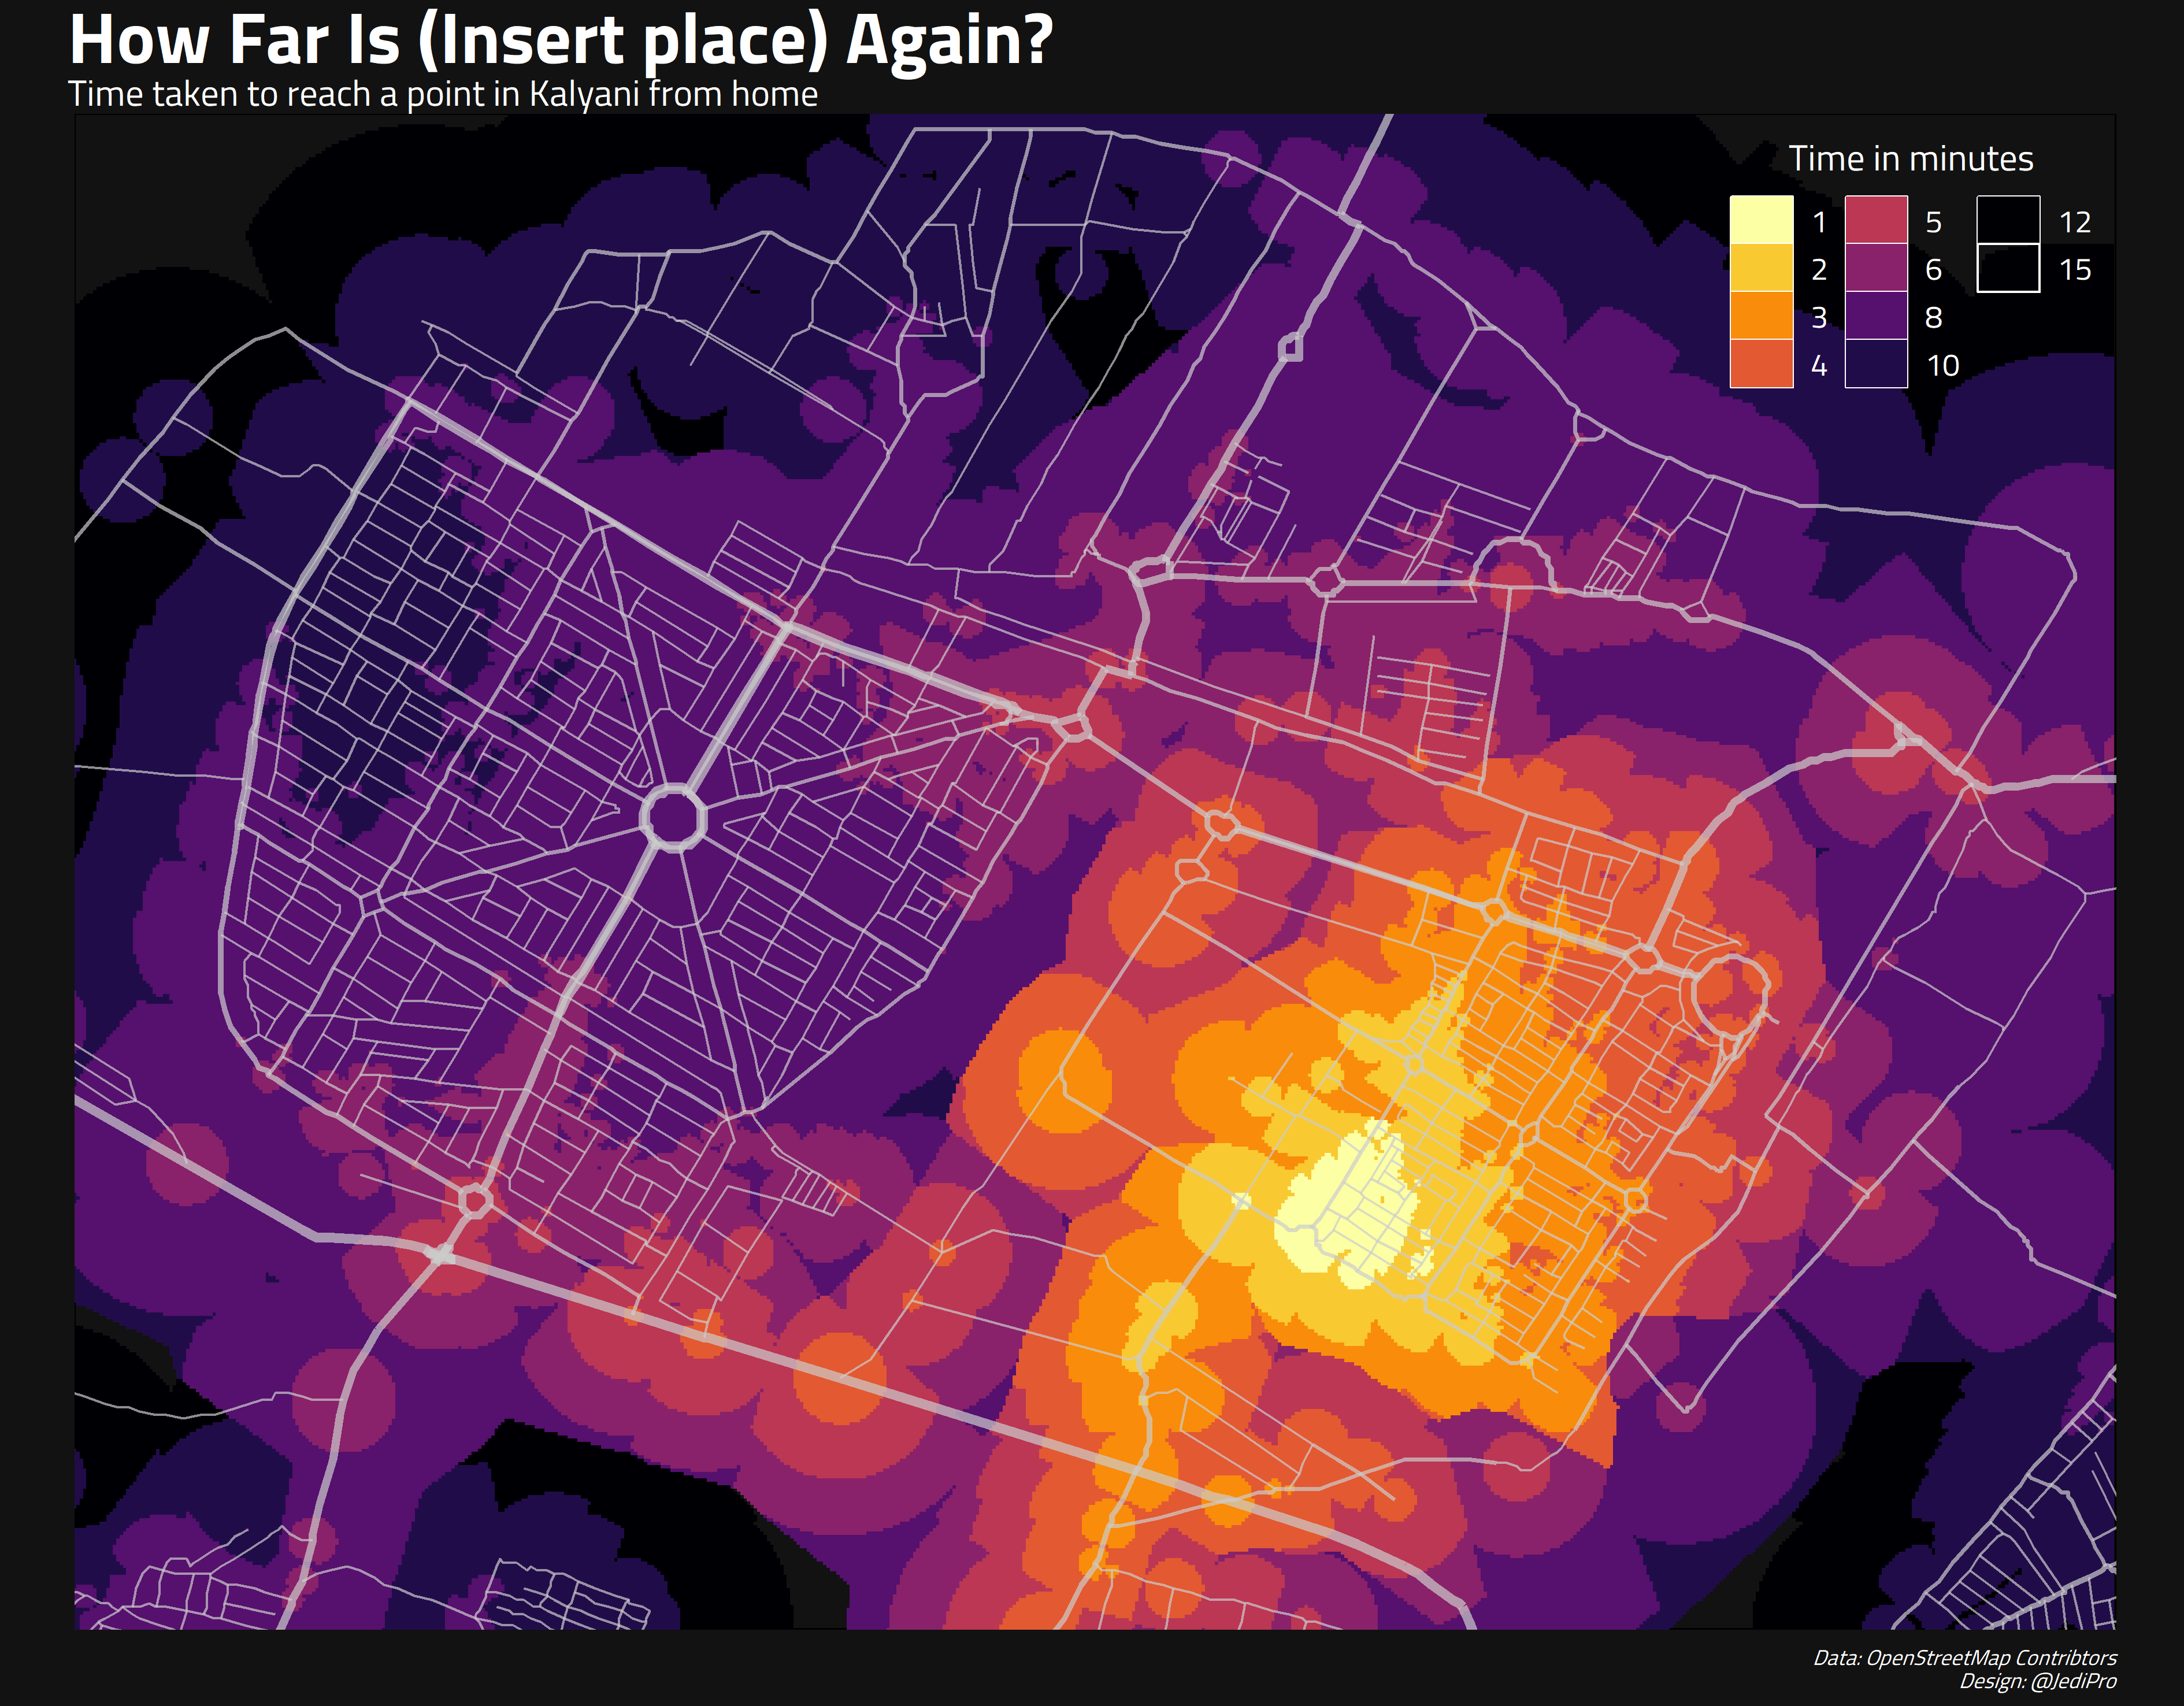 How Far Is (Insert place) Again?
Time taken to reach a point in Kalyani from home
Time in minutes
1 5 12
2 6 15
3 8
4 10
Data: OpenStreetMap Contribtors
Design: @JediPro